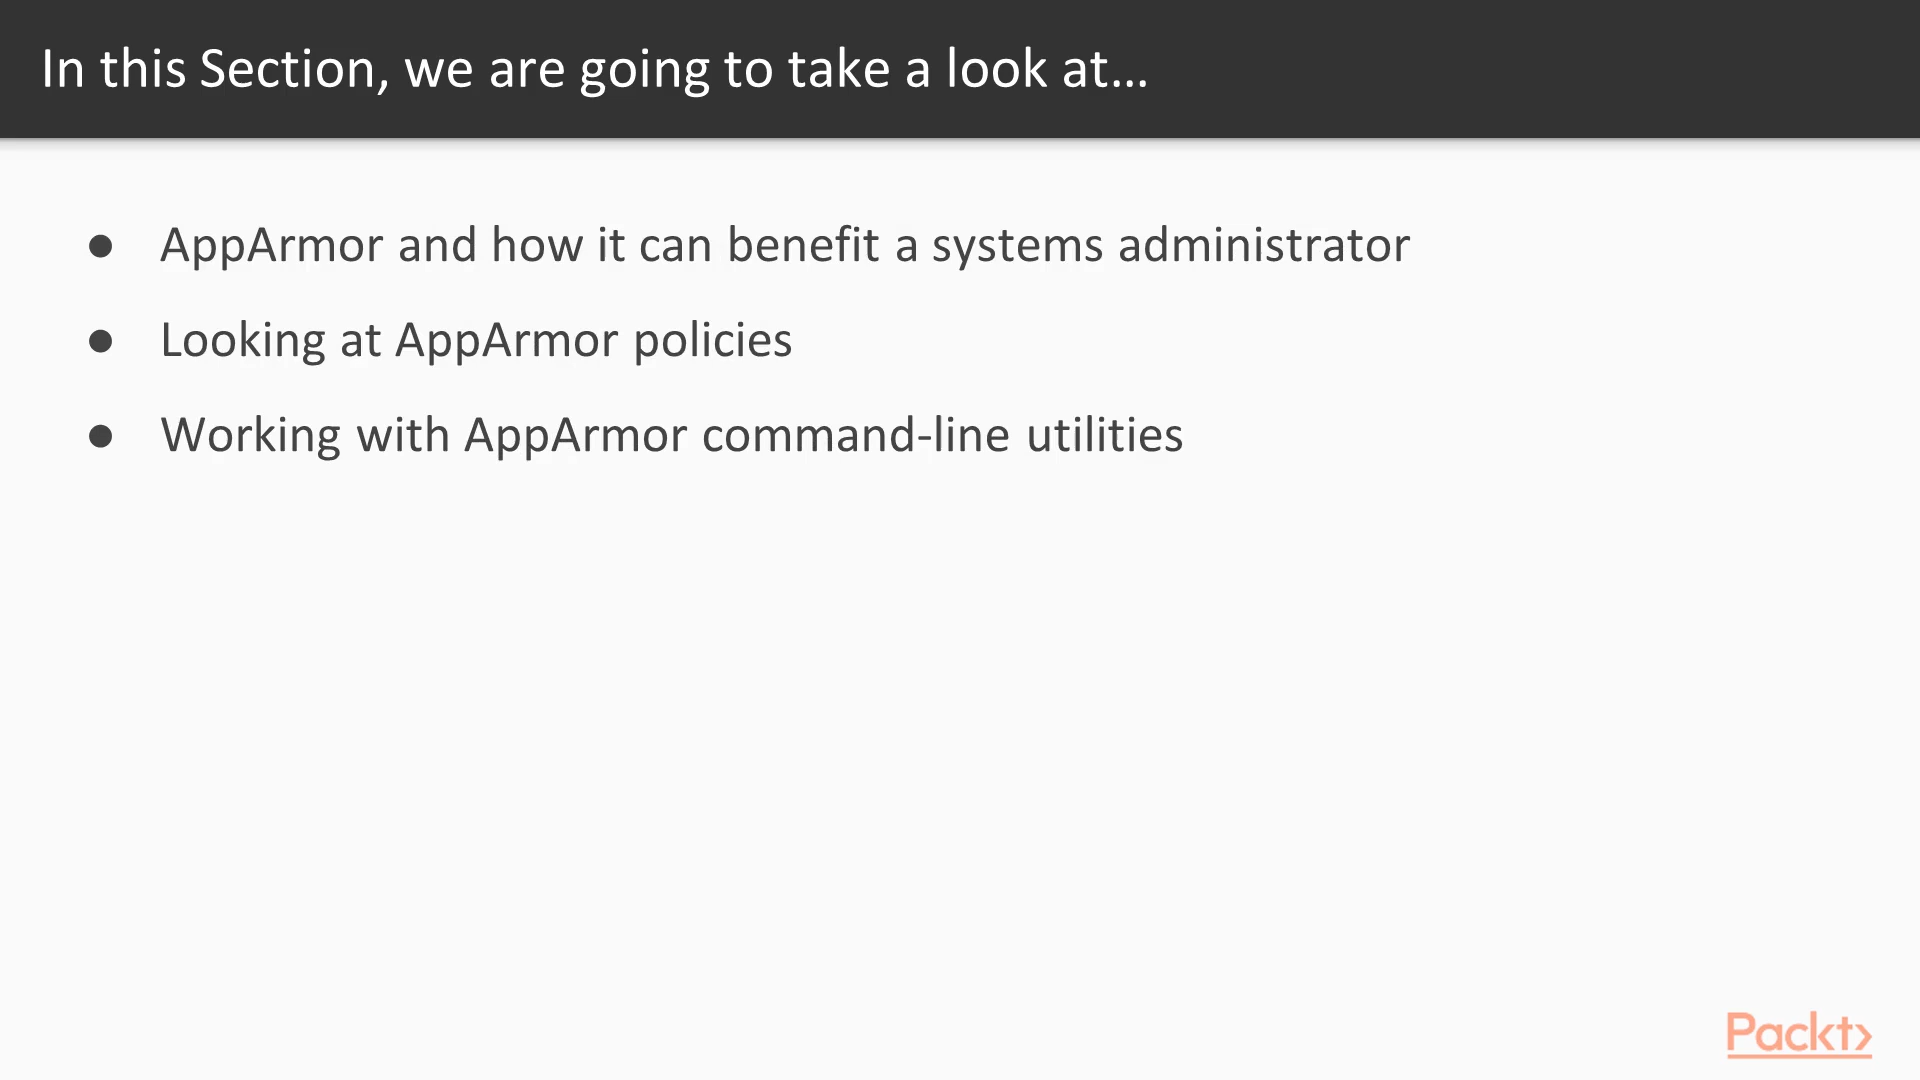 In this Section, we are going to take a look at...
● AppArmor and how it can benefit a systems administrator
● Looking at AppArmor policies
● Working with AppArmor command-line utilities
Packt>